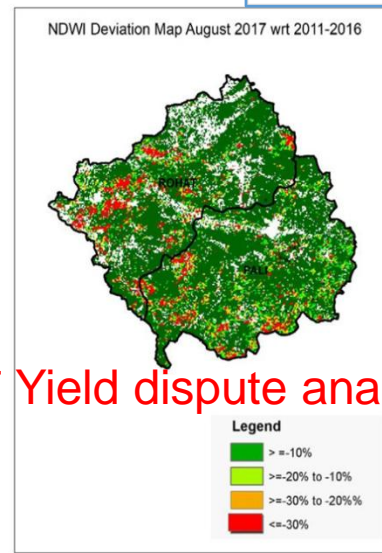 NDWI Deviation Map August 2017 wrt 2011-2016
ROHAT
PALI
Yield dispute ana
Legend
> =-10%
>=-20% to -10%
>=-30% to -20%%
<=-30%